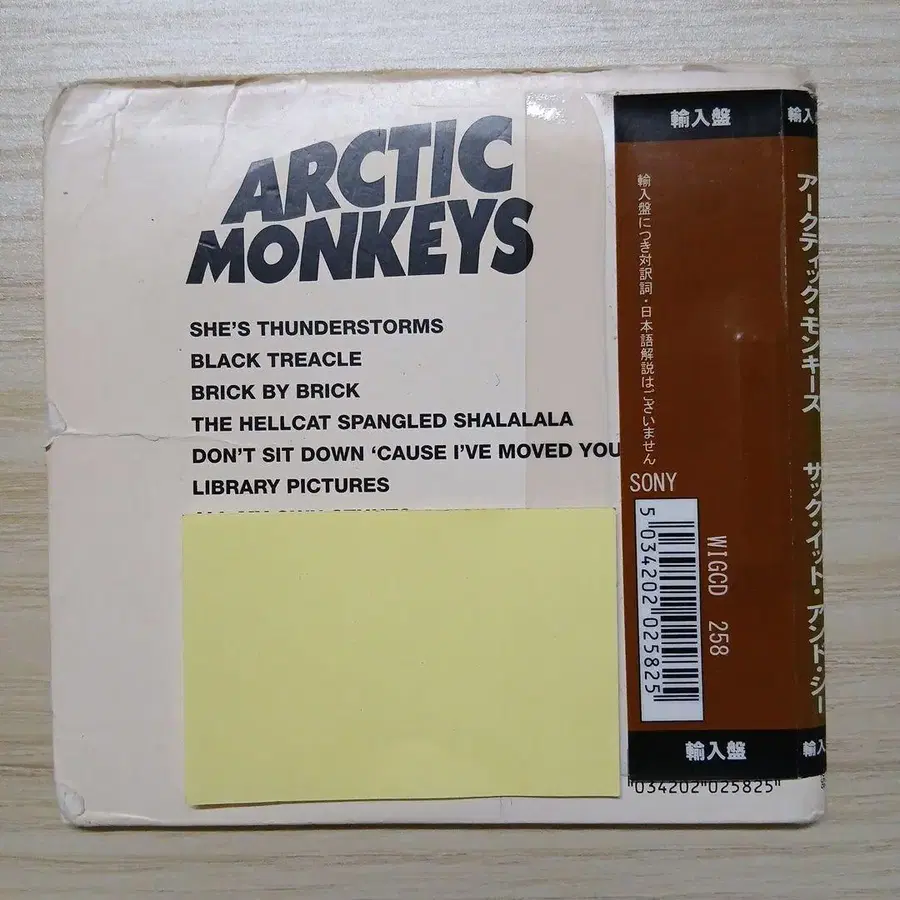 ARCTIC
MONKEYS
SHE'S THUNDERSTORMS
BLACK TREACLE
BRICK BY BRICK
THE HELLCAT SPANGLED SHALALALA
DON'T SIT DOWN ‘CAUSE I'VE MOVED YOU
LIBRARY PICTURES
輸入盤
輸入盤につき対訳詞・日本語解説はございません
SONY
5 034202 025825
WIGCD 258
輸入盤
034202"025825"
輸入
アークティック・モンキーズ サック・イット・アンド・シー
輸入